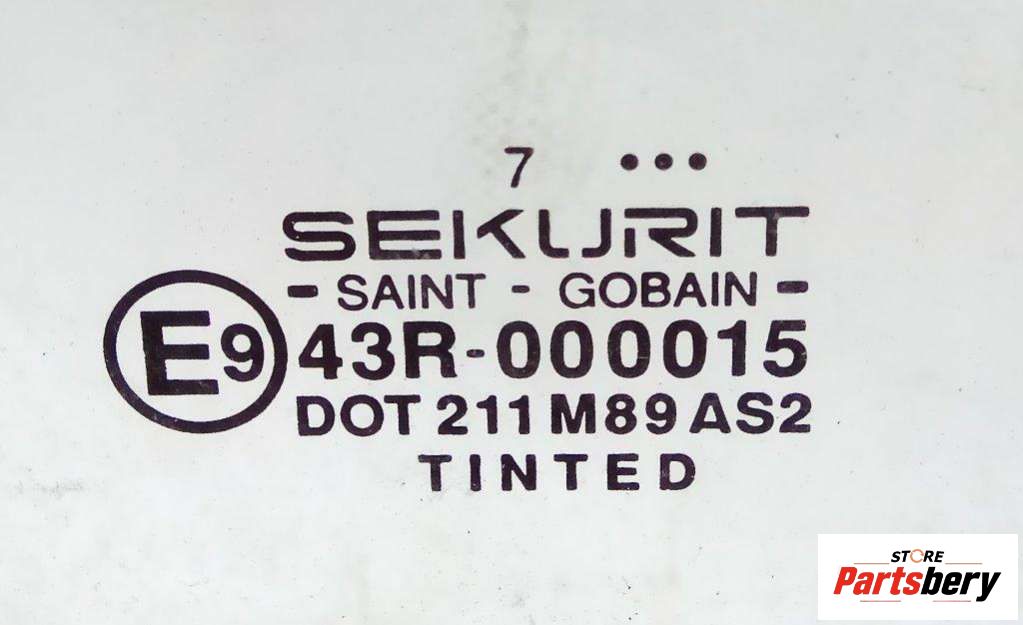 7 •••
SEKURIT
- SAINT - GOBAIN -
E9 43R-000015
DOT 211 M89 AS2
TINTED
STORE
Partsbery